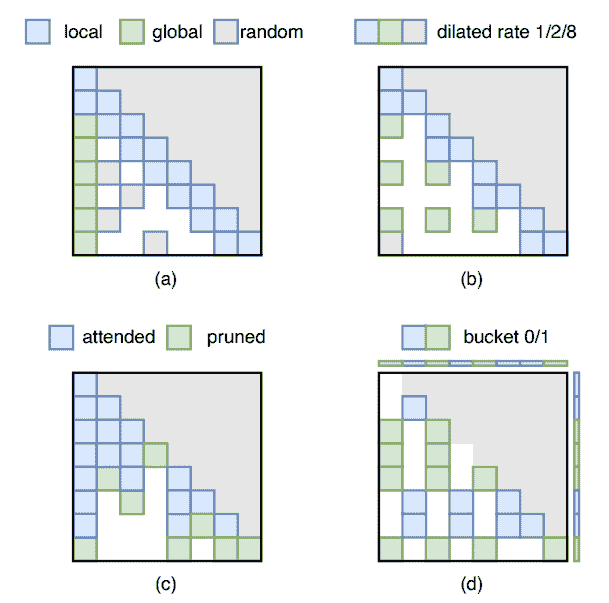 local global random
dilated rate 1/2/8
(a)
(b)
attended pruned
bucket 0/1
(c)
(d)